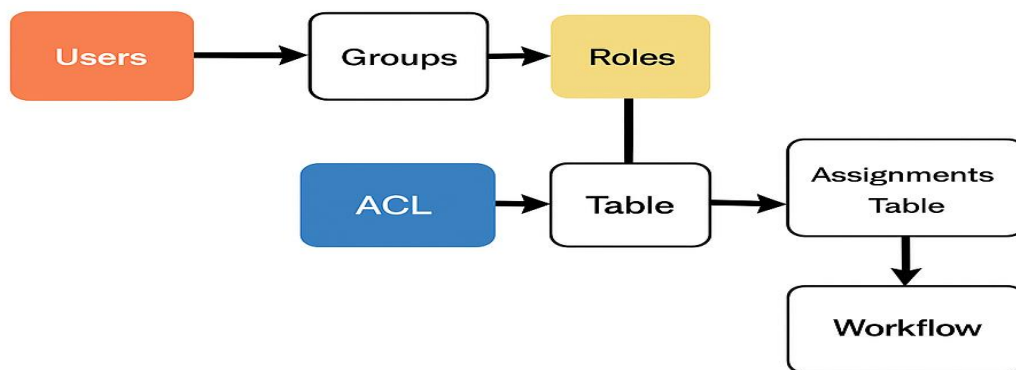 Users
Groups
Roles
ACL
Table
Assignments
Table
Workflow